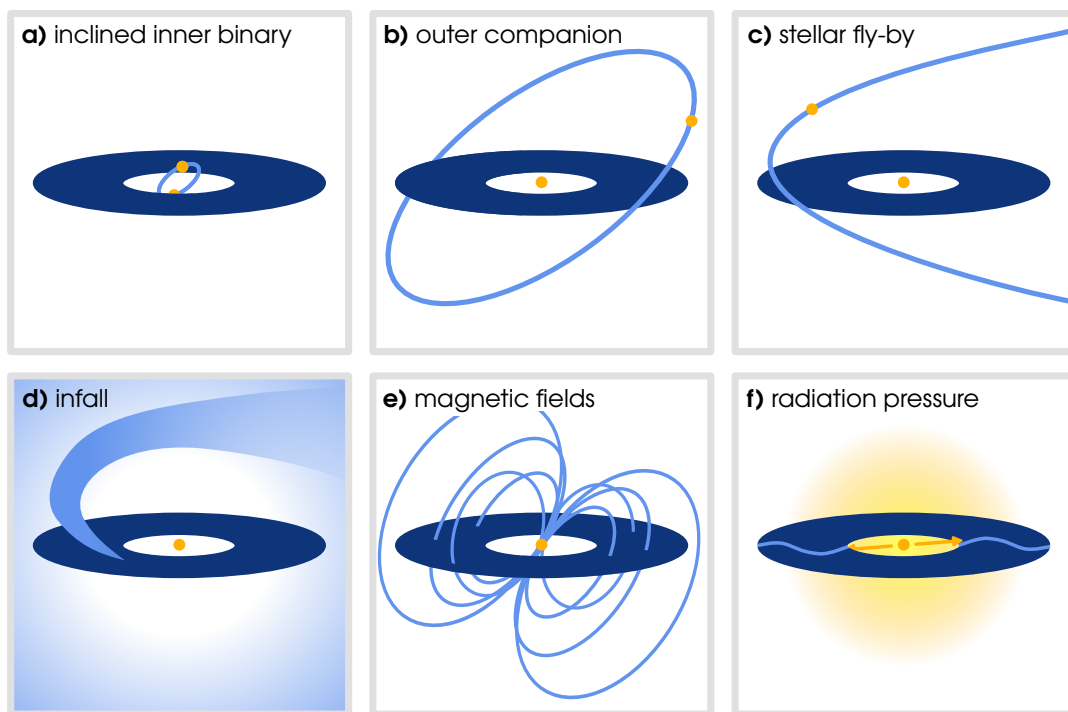 a) inclined inner binary
b) outer companion
c) stellar fly-by
d) infall
e) magnetic fields
f) radiation pressure